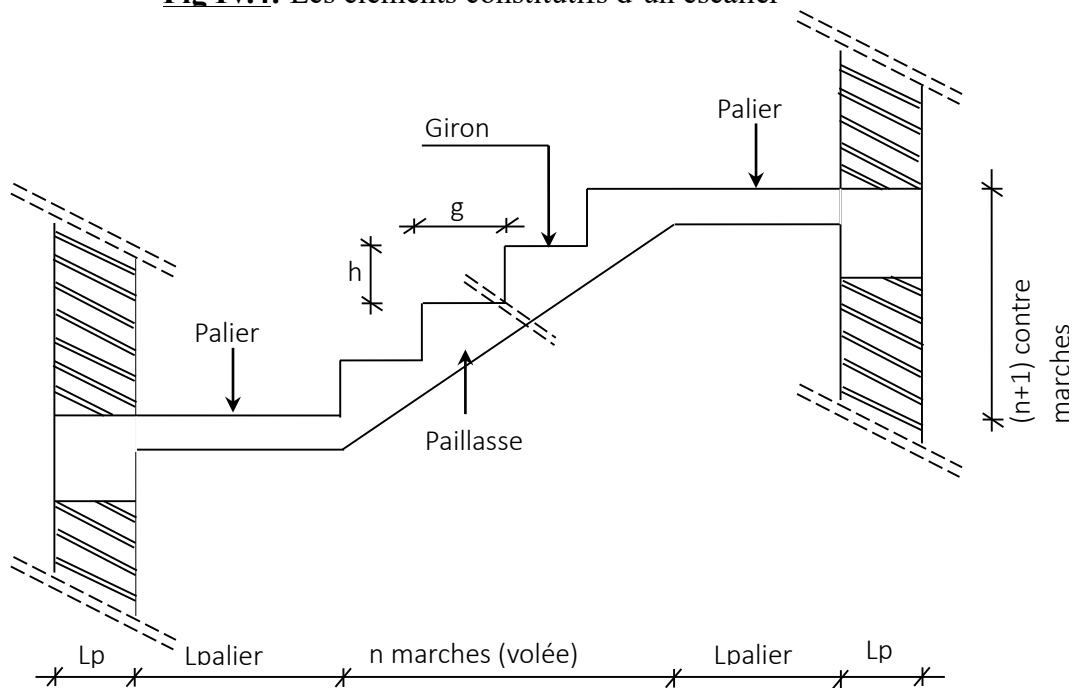 Fig IV.4: Les éléments constitutifs d'un escalier
Palier
Giron
g
h
Palier
Paillasse
(n+1) contre
marches
Lp
Lpalier
n marches (volée)
Lpalier
Lp